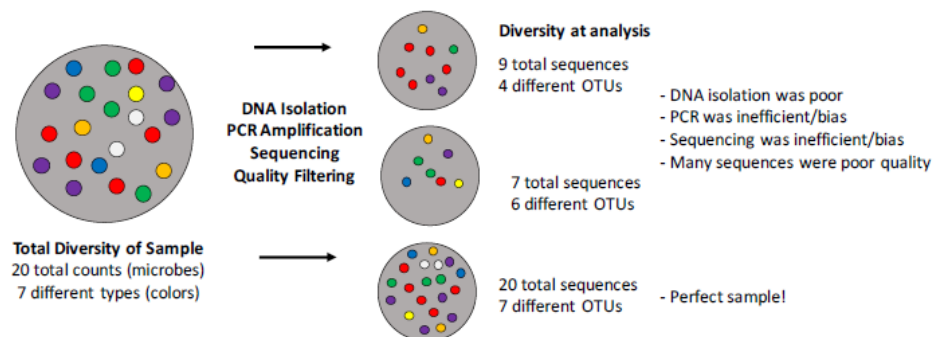 Diversity at analysis
9 total sequences
4 different OTUs
DNA Isolation
PCR Amplification
Sequencing
Quality Filtering
- DNA isolation was poor
- PCR was inefficient/bias
- Sequencing was inefficient/bias
- Many sequences were poor quality
7 total sequences
6 different OTUs
Total Diversity of Sample
20 total counts (microbes)
7 different types (colors)
20 total sequences
7 different OTUs
- Perfect sample!